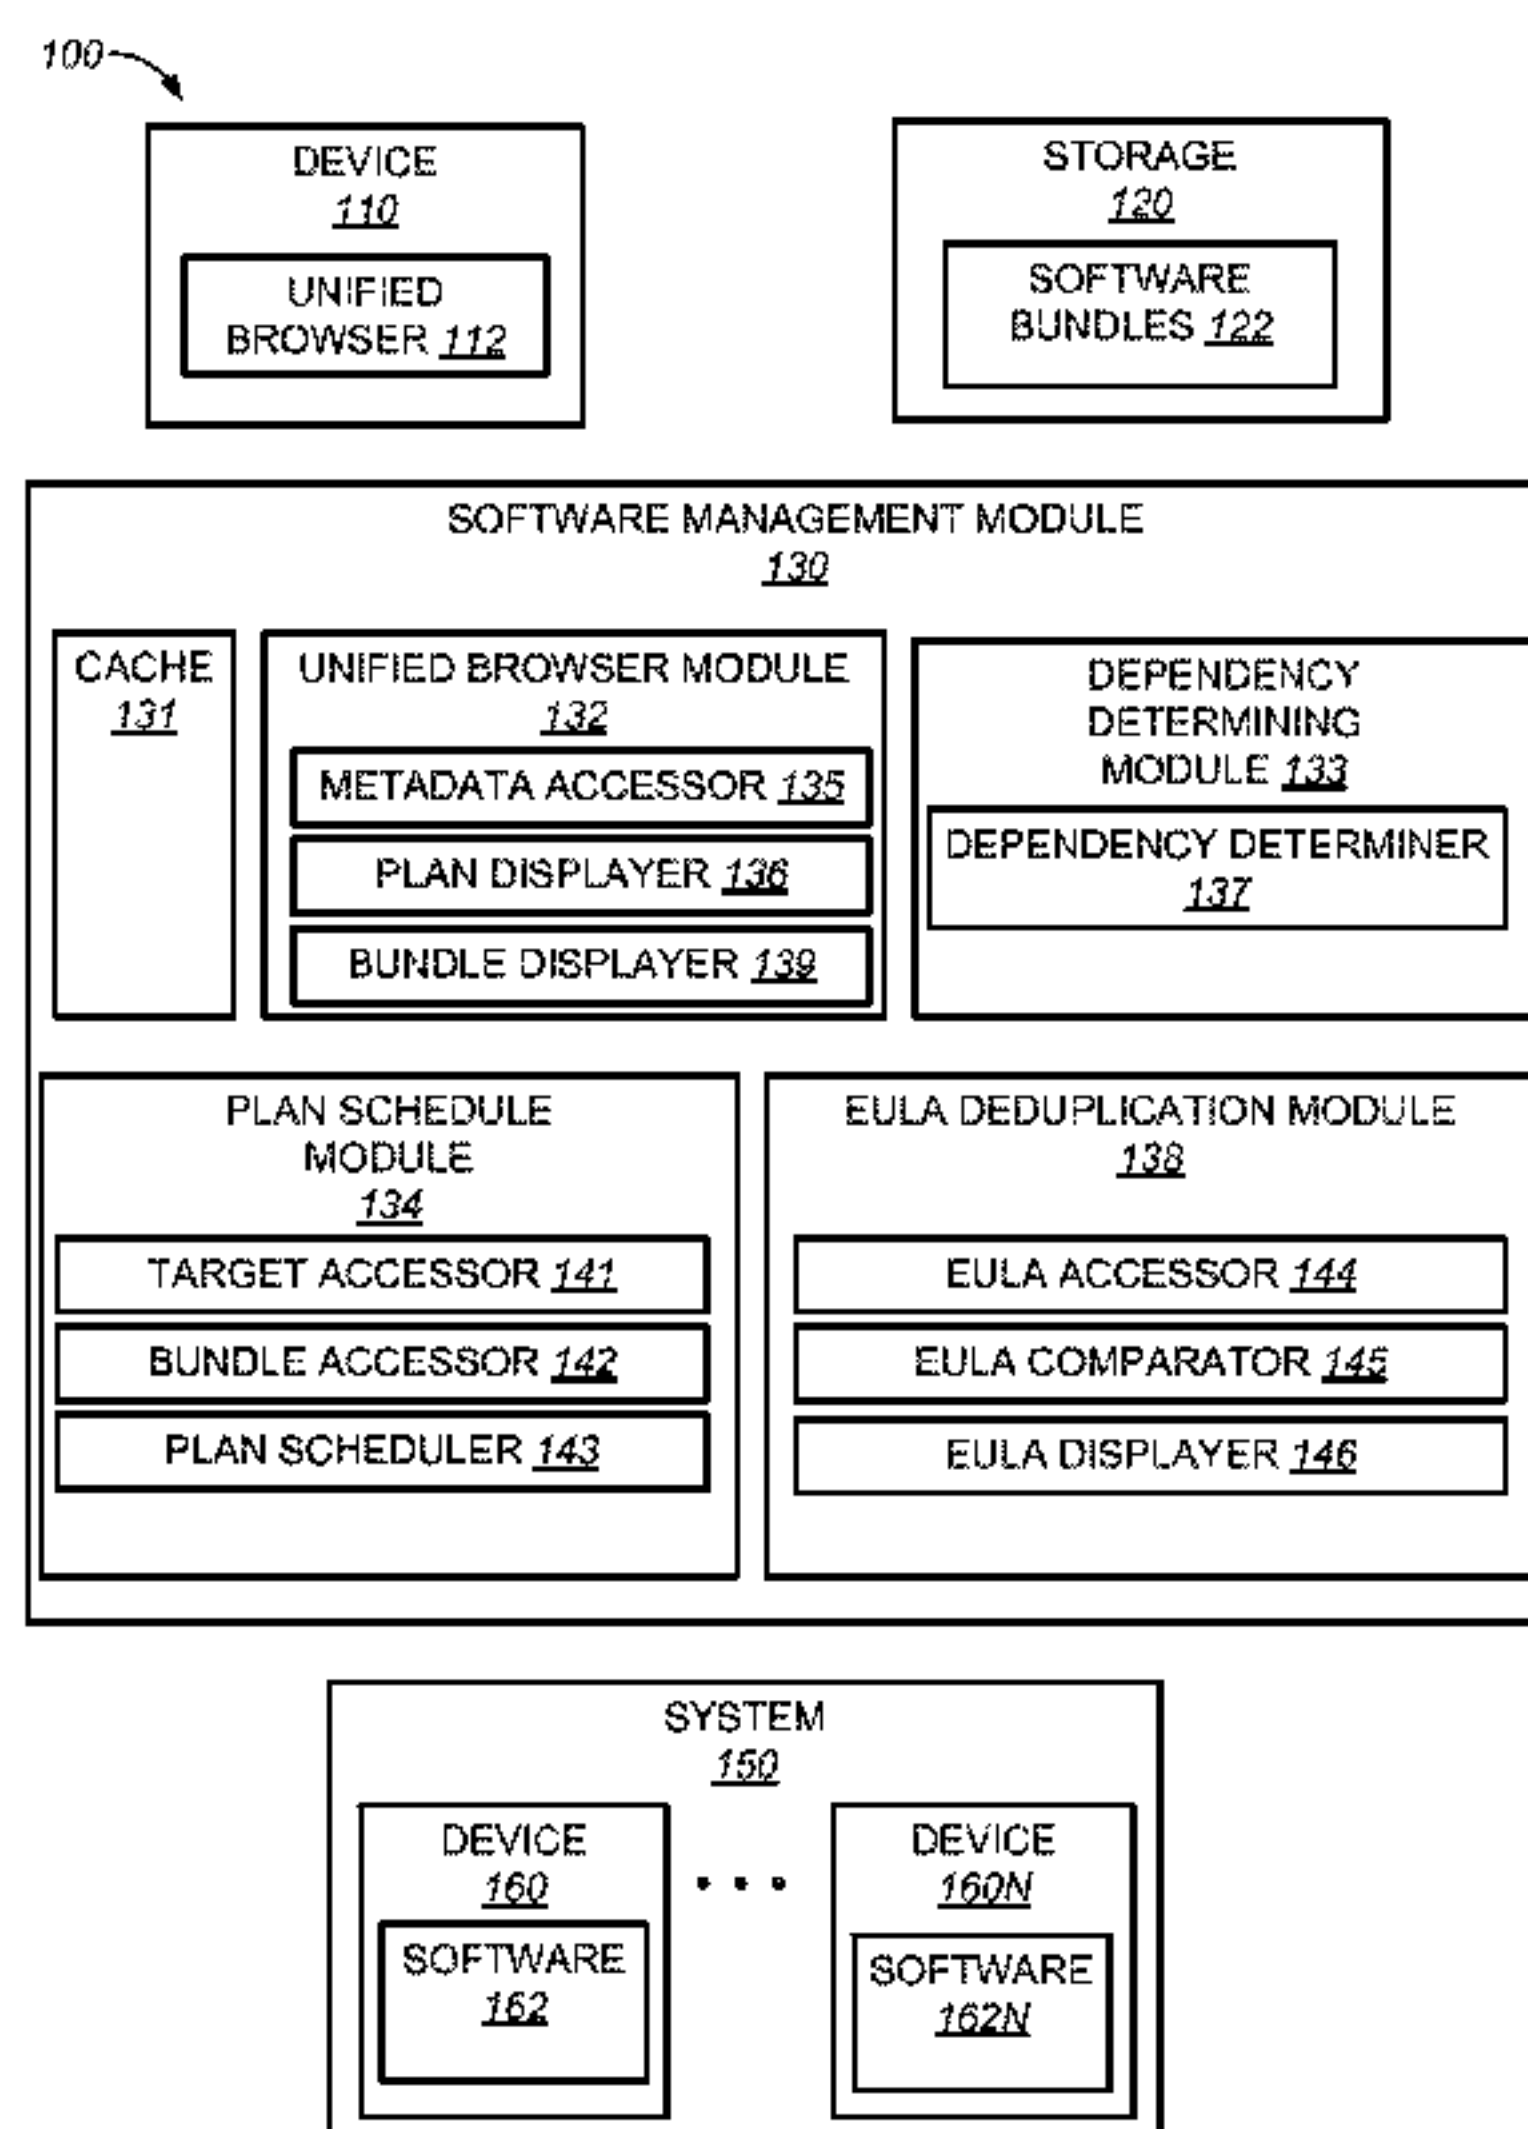 100
DEVICE
110
UNIFIED
BROWSER 112
STORAGE
120
SOFTWARE
BUNDLES 122
SOFTWARE MANAGEMENT MODULE
130
CACHE
131
UNIFIED BROWSER MODULE
132
METADATA ACCESSOR 135
PLAN DISPLAYER 136
BUNDLE DISPLAYER 139
DEPENDENCY
DETERMINING
MODULE 133
DEPENDENCY DETERMINER
137
PLAN SCHEDULE
MODULE
134
TARGET ACCESSOR 141
BUNDLE ACCESSOR 142
PLAN SCHEDULER 143
EULA DEDUPLICATION MODULE
138
EULA ACCESSOR 144
EULA COMPARATOR 145
EULA DISPLAYER 146
SYSTEM
150
DEVICE
160
SOFTWARE
162
• • •
DEVICE
160N
SOFTWARE
162N